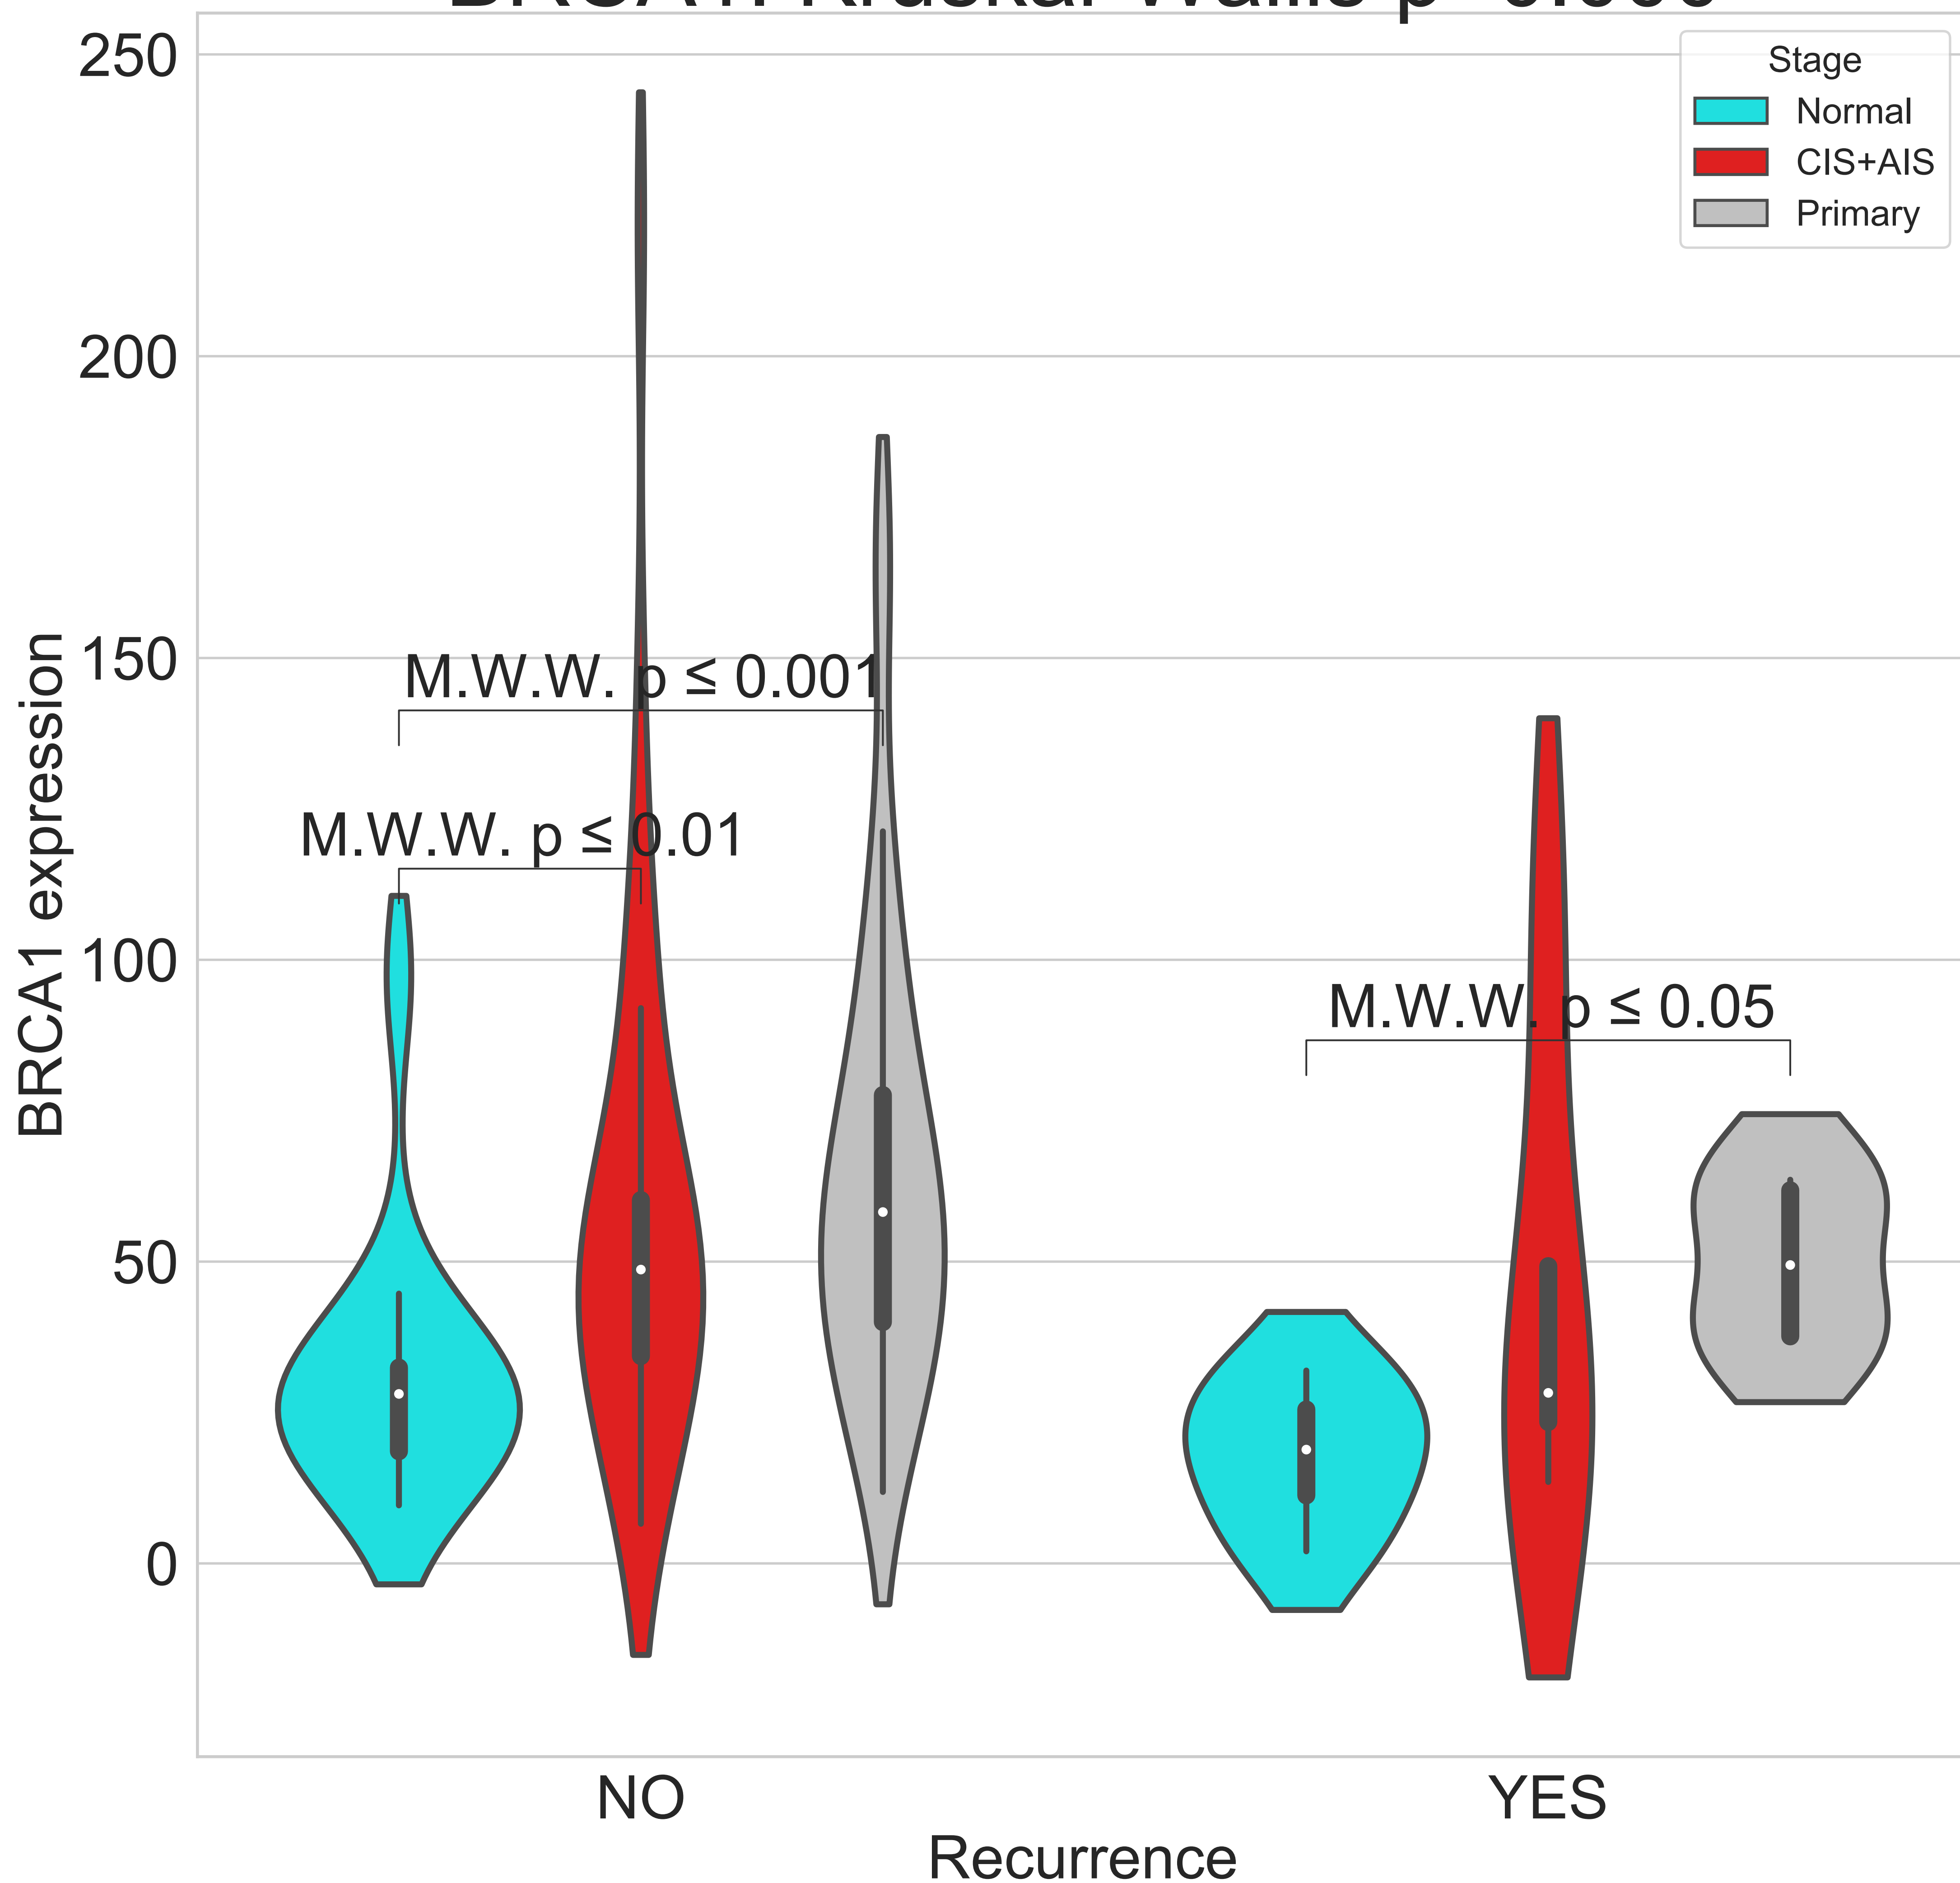 250
Stage
Normal
CIS+AIS
Primary
200
150
100
50
0
BRCA1 expression
M.W.W. p ≤ 0.001
M.W.W. p ≤ 0.01
M.W.W. p ≤ 0.05
NO
YES
Recurrence